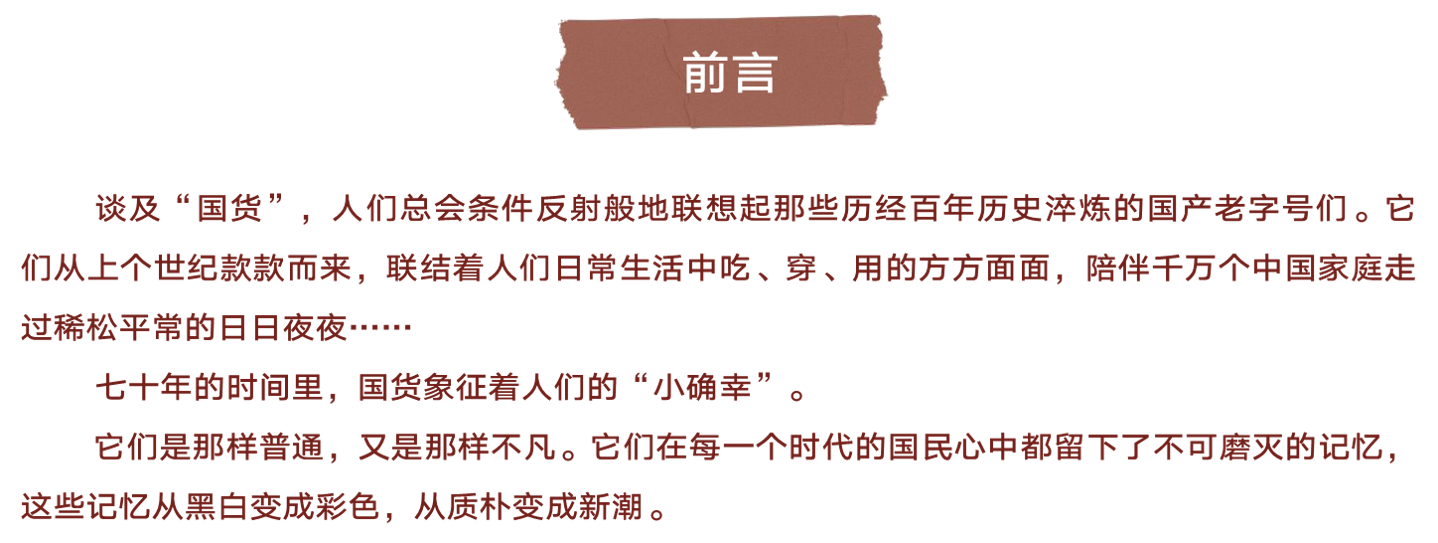 前言
谈及“国货”，人们总会条件反射般地联想起那些历经百年历史淬炼的国产老字号们。它
们从上个世纪款款而来，联结着人们日常生活中吃、穿、用的方方面面，陪伴千万个中国家庭走
过稀松平常的日日夜夜……
七十年的时间里，国货象征着人们的“小确幸”。
它们是那样普通，又是那样不凡。它们在每一个时代的国民心中都留下了不可磨灭的记忆，
这些记忆从黑白变成彩色，从质朴变成新潮。